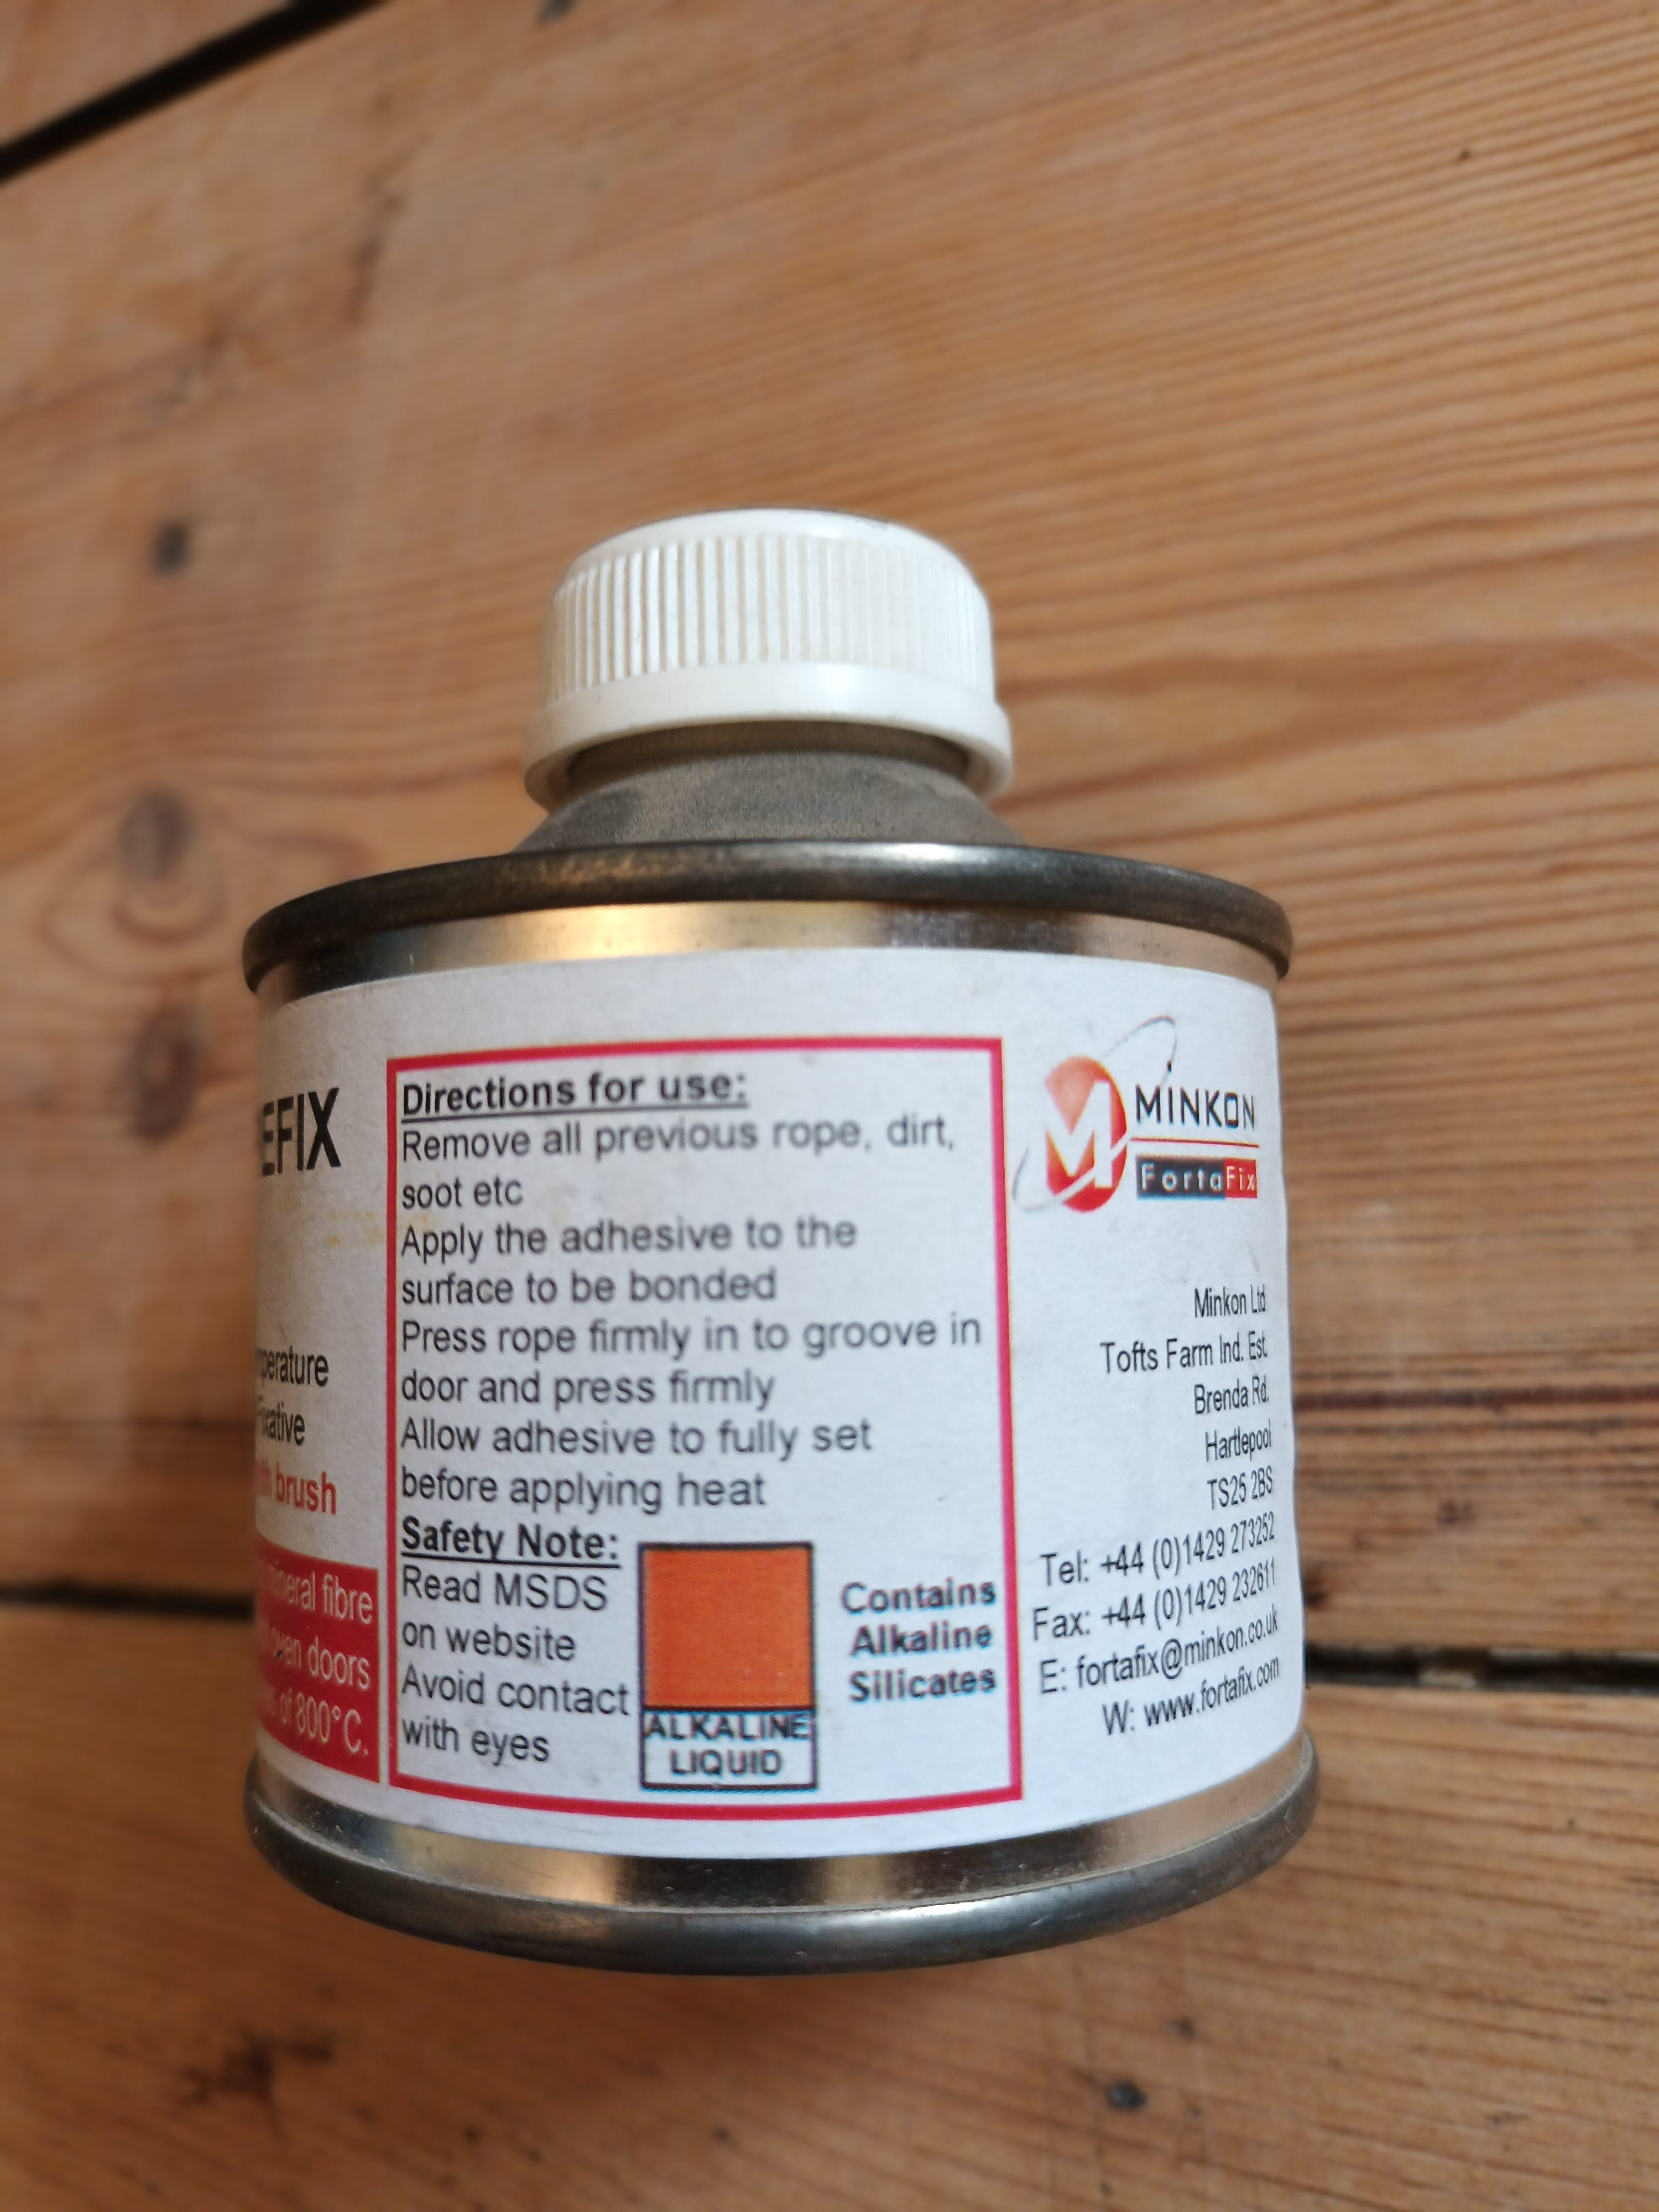 EFIX
perature
Fixative
brush
mineral fibre
oven doors
of 800°C.
Directions for use:
Remove all previous rope, dirt,
soot etc
Apply the adhesive to the
surface to be bonded
Press rope firmly in to groove in
door and press firmly
Allow adhesive to fully set
before applying heat
Safety Note:
Read MSDS
on website
Avoid contact
with eyes
ALKALINE
LIQUID
Contains
Alkaline
Silicates
M MINKON
FortaFix
Minkon Ltd
Tofts Farm Ind. Est.
Brenda Rd.
Hartlepool
TS25 2BS
Tel: +44 (0)1429 273252
Fax: +44 (0)1429 232611
E: fortafix@minkon.co.uk
W: www.fortafix.com